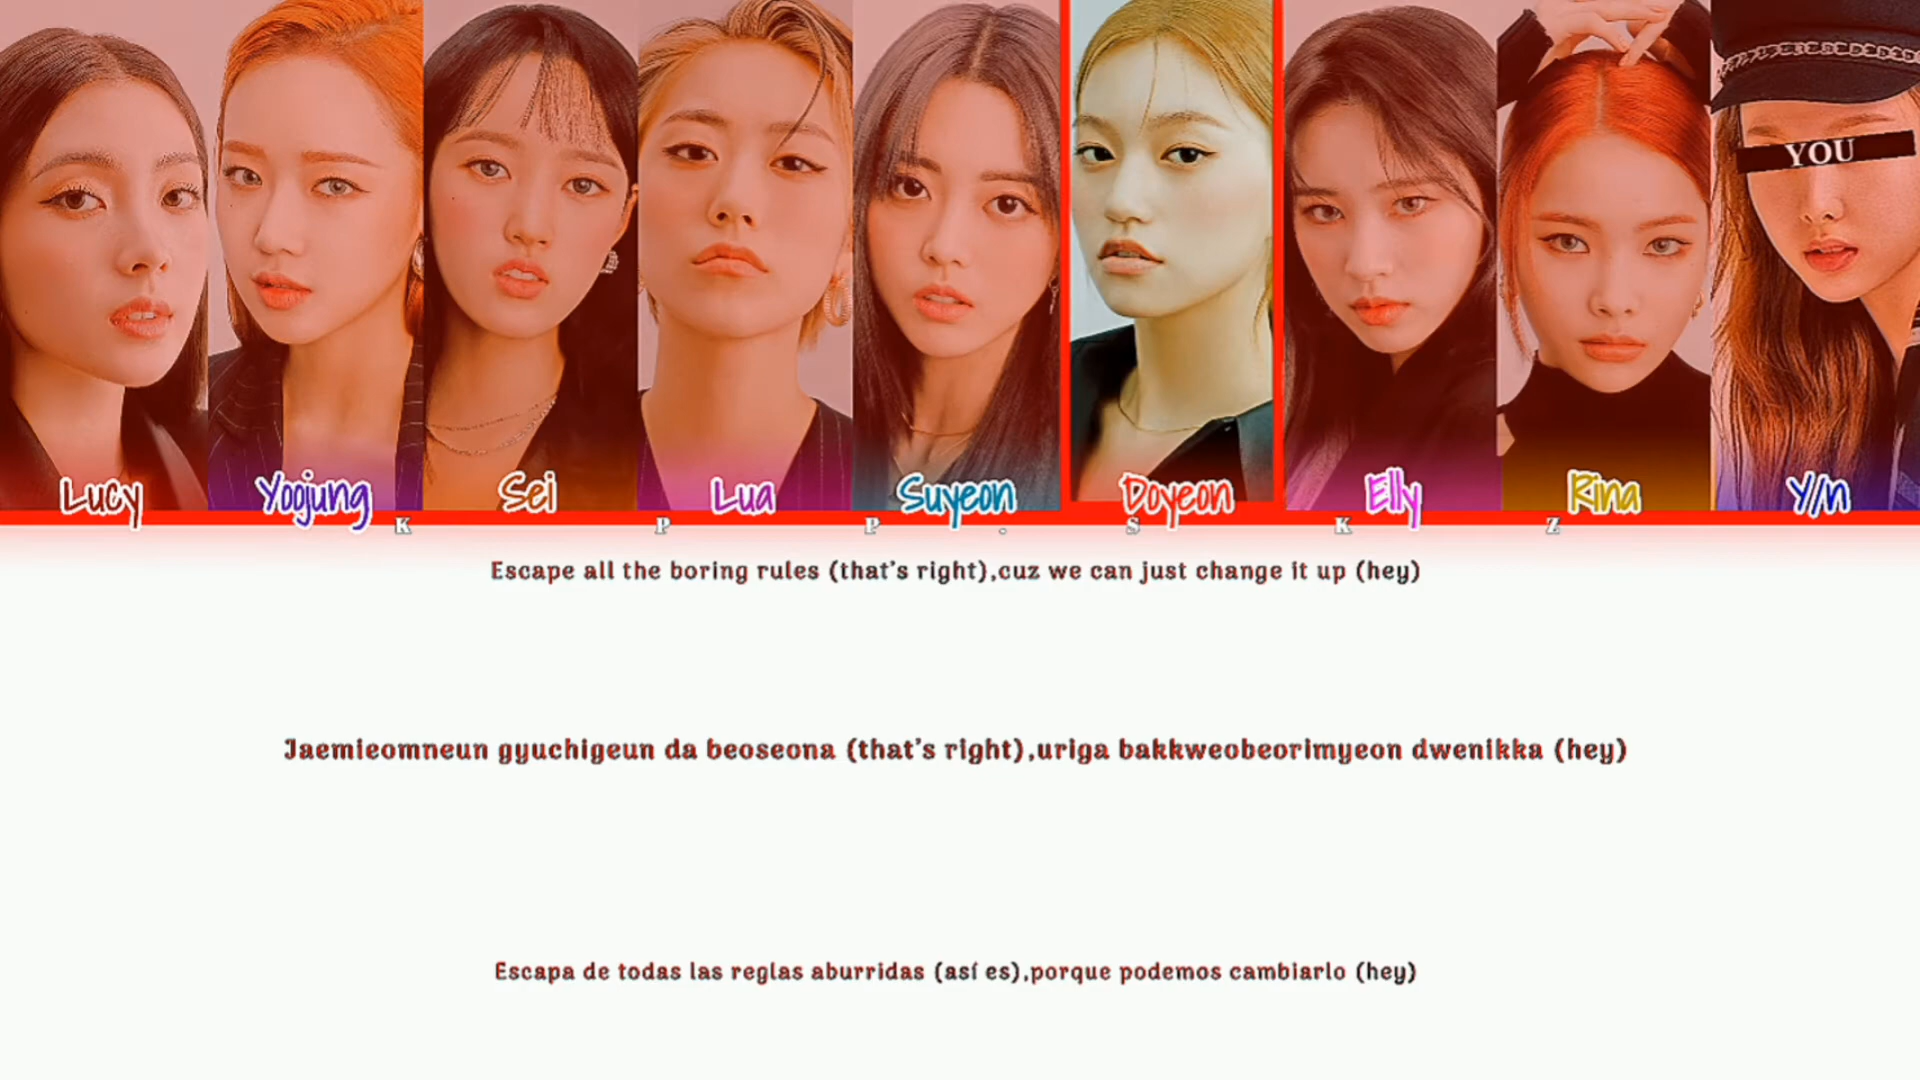 YOU
Lucy Yoojung Sei Lua Suyeon Doyeon Elly Rina Y/n
K P P . S K Z
Escape all the boring rules (that's right),cuz we can just change it up (hey)
Jaemieomneun gyuchigeun da beoseona (that's right),uriga bakkweobeorimyeon dwenikka (hey)
Escapa de todas las reglas aburridas (así es),porque podemos cambiarlo (hey)